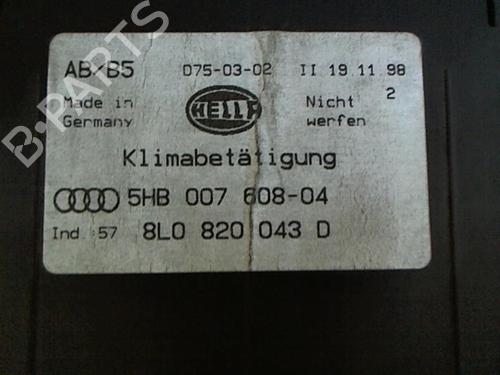 AB/B5 D75-03-02 II 19.11.98
Made in Germany
HELLA
Nicht 2
werfen
Klimabetätigung
5HB 007 608-04
Ind. 57 8L0 820 043 D
B-PARTS